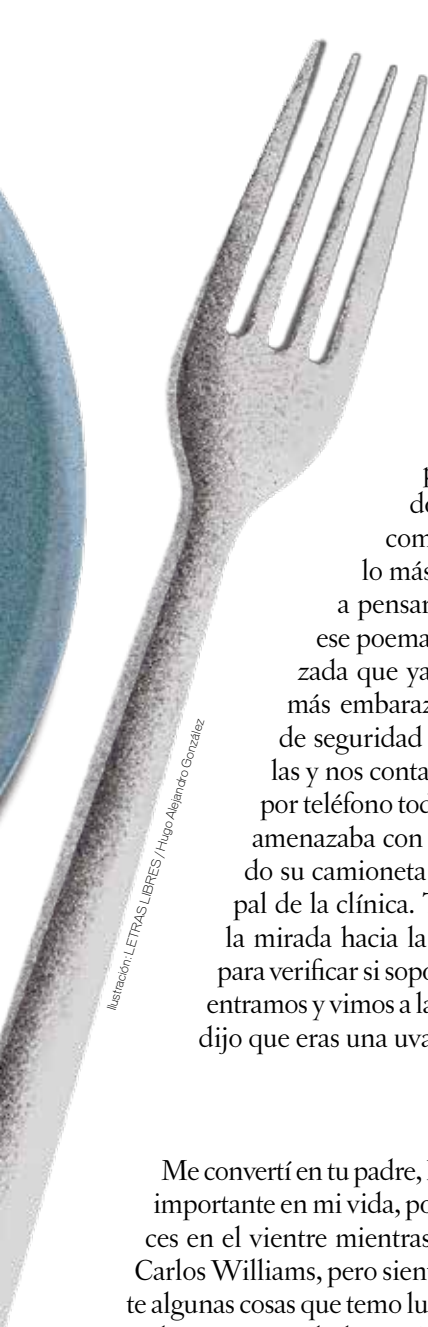 com
lo más
a pensar
ese poema
zada que ya
más embaraz
de seguridad
las y nos conta
por teléfono tod
amenazaba con
do su camioneta
pal de la clínica. T
la mirada hacia la
para verificar si sopo
entramos y vimos a la
dijo que eras una uva
Ilustración: LETRAS LIBRES / Hugo Alejandro González
Me convertí en tu padre,
importante en mi vida, po
ces en el vientre mientras
Carlos Williams, pero sient
te algunas cosas que temo lu